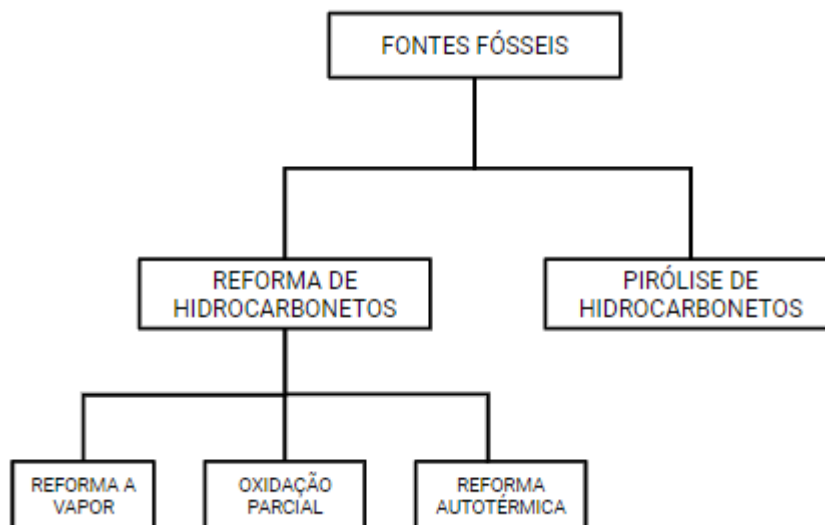 FONTES FÓSSEIS
REFORMA DE
HIDROCARBONETOS
PIRÓLISE DE
HIDROCARBONETOS
REFORMA A
VAPOR
OXIDAÇÃO
PARCIAL
REFORMA
AUTOTÉRMICA